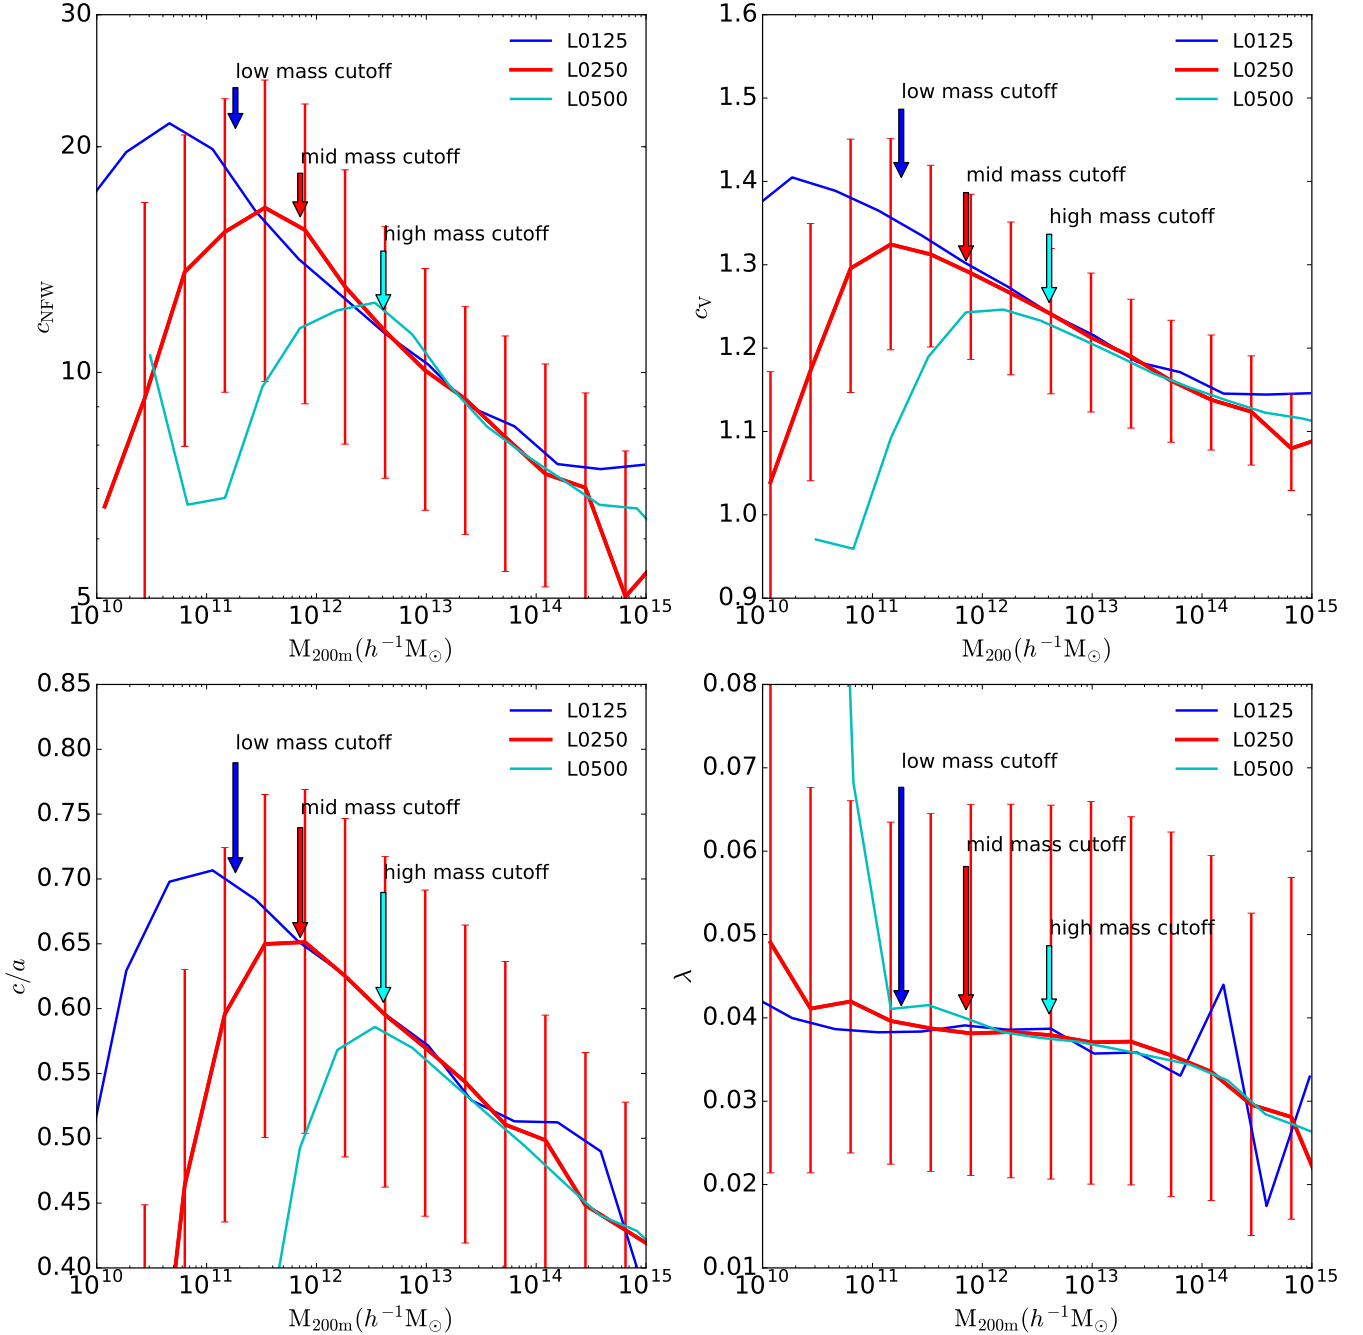 30
20
10
5
c_NFW
L0125
L0250
L0500
low mass cutoff
mid mass cutoff
high mass cutoff
10^10 10^11 10^12 10^13 10^14 10^15
M_200m(h^−1M_⊙)
1.6
1.5
1.4
1.3
1.2
1.1
1.0
0.9
c_V
L0125
L0250
L0500
low mass cutoff
mid mass cutoff
high mass cutoff
10^10 10^11 10^12 10^13 10^14 10^15
M_200(h^−1M_⊙)
0.85
0.80
0.75
0.70
0.65
0.60
0.55
0.50
0.45
0.40
c/a
L0125
L0250
L0500
low mass cutoff
mid mass cutoff
high mass cutoff
10^10 10^11 10^12 10^13 10^14 10^15
M_200m(h^−1M_⊙)
0.08
0.07
0.06
0.05
0.04
0.03
0.02
0.01
λ
L0125
L0250
L0500
low mass cutoff
mid mass cutoff
high mass cutoff
10^10 10^11 10^12 10^13 10^14 10^15
M_200m(h^−1M_⊙)